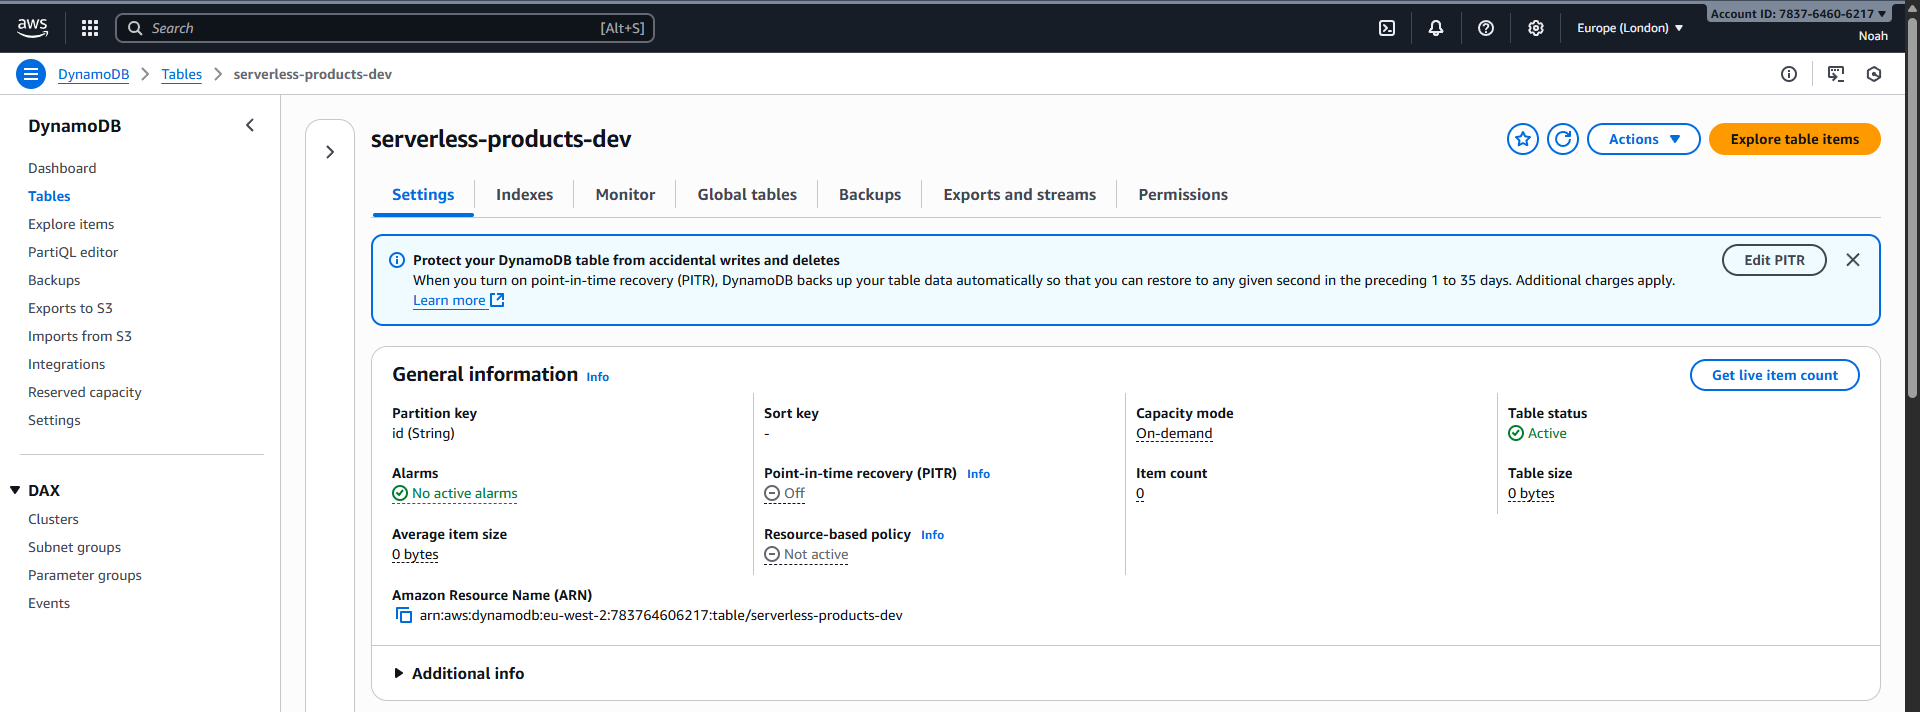 aws
Search
[Alt+S]
Europe (London)
Account ID: 7837-6460-6217
Noah
DynamoDB
Tables
serverless-products-dev
DynamoDB
Dashboard
Tables
Explore items
PartiQL editor
Backups
Exports to S3
Imports from S3
Integrations
Reserved capacity
Settings
DAX
Clusters
Subnet groups
Parameter groups
Events
serverless-products-dev
Actions
Explore table items
Settings
Indexes
Monitor
Global tables
Backups
Exports and streams
Permissions
Protect your DynamoDB table from accidental writes and deletes
When you turn on point-in-time recovery (PITR), DynamoDB backs up your table data automatically so that you can restore to any given second in the preceding 1 to 35 days. Additional charges apply.
Learn more
Edit PITR
General information Info
Get live item count
Partition key
id (String)
Sort key
-
Capacity mode
On-demand
Table status
Active
Alarms
No active alarms
Point-in-time recovery (PITR) Info
Off
Item count
0
Table size
0 bytes
Average item size
0 bytes
Resource-based policy Info
Not active
Amazon Resource Name (ARN)
arn:aws:dynamodb:eu-west-2:783764606217:table/serverless-products-dev
Additional info